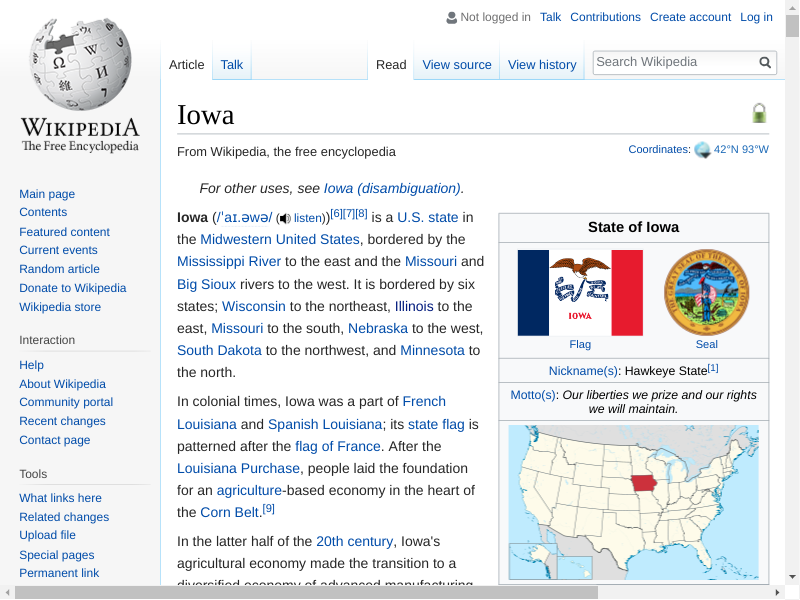 Not logged in Talk Contributions Create account Log in
Article Talk Read View source View history Search Wikipedia
WIKIPEDIA
The Free Encyclopedia
Main page
Contents
Featured content
Current events
Random article
Donate to Wikipedia
Wikipedia store
Interaction
Help
About Wikipedia
Community portal
Recent changes
Contact page
Tools
What links here
Related changes
Upload file
Special pages
Permanent link
Iowa
From Wikipedia, the free encyclopedia
Coordinates: 42°N 93°W
For other uses, see Iowa (disambiguation).
Iowa (/ˈaɪ.əwə/ (listen))[6][7][8] is a U.S. state in
the Midwestern United States, bordered by the
Mississippi River to the east and the Missouri and
Big Sioux rivers to the west. It is bordered by six
states; Wisconsin to the northeast, Illinois to the
east, Missouri to the south, Nebraska to the west,
South Dakota to the northwest, and Minnesota to
the north.
In colonial times, Iowa was a part of French
Louisiana and Spanish Louisiana; its state flag is
patterned after the flag of France. After the
Louisiana Purchase, people laid the foundation
for an agriculture-based economy in the heart of
the Corn Belt.[9]
In the latter half of the 20th century, Iowa's
agricultural economy made the transition to a
diversified economy of advanced manufacturing,
State of Iowa
IOWA
Flag Seal
Nickname(s): Hawkeye State[1]
Motto(s): Our liberties we prize and our rights
we will maintain.